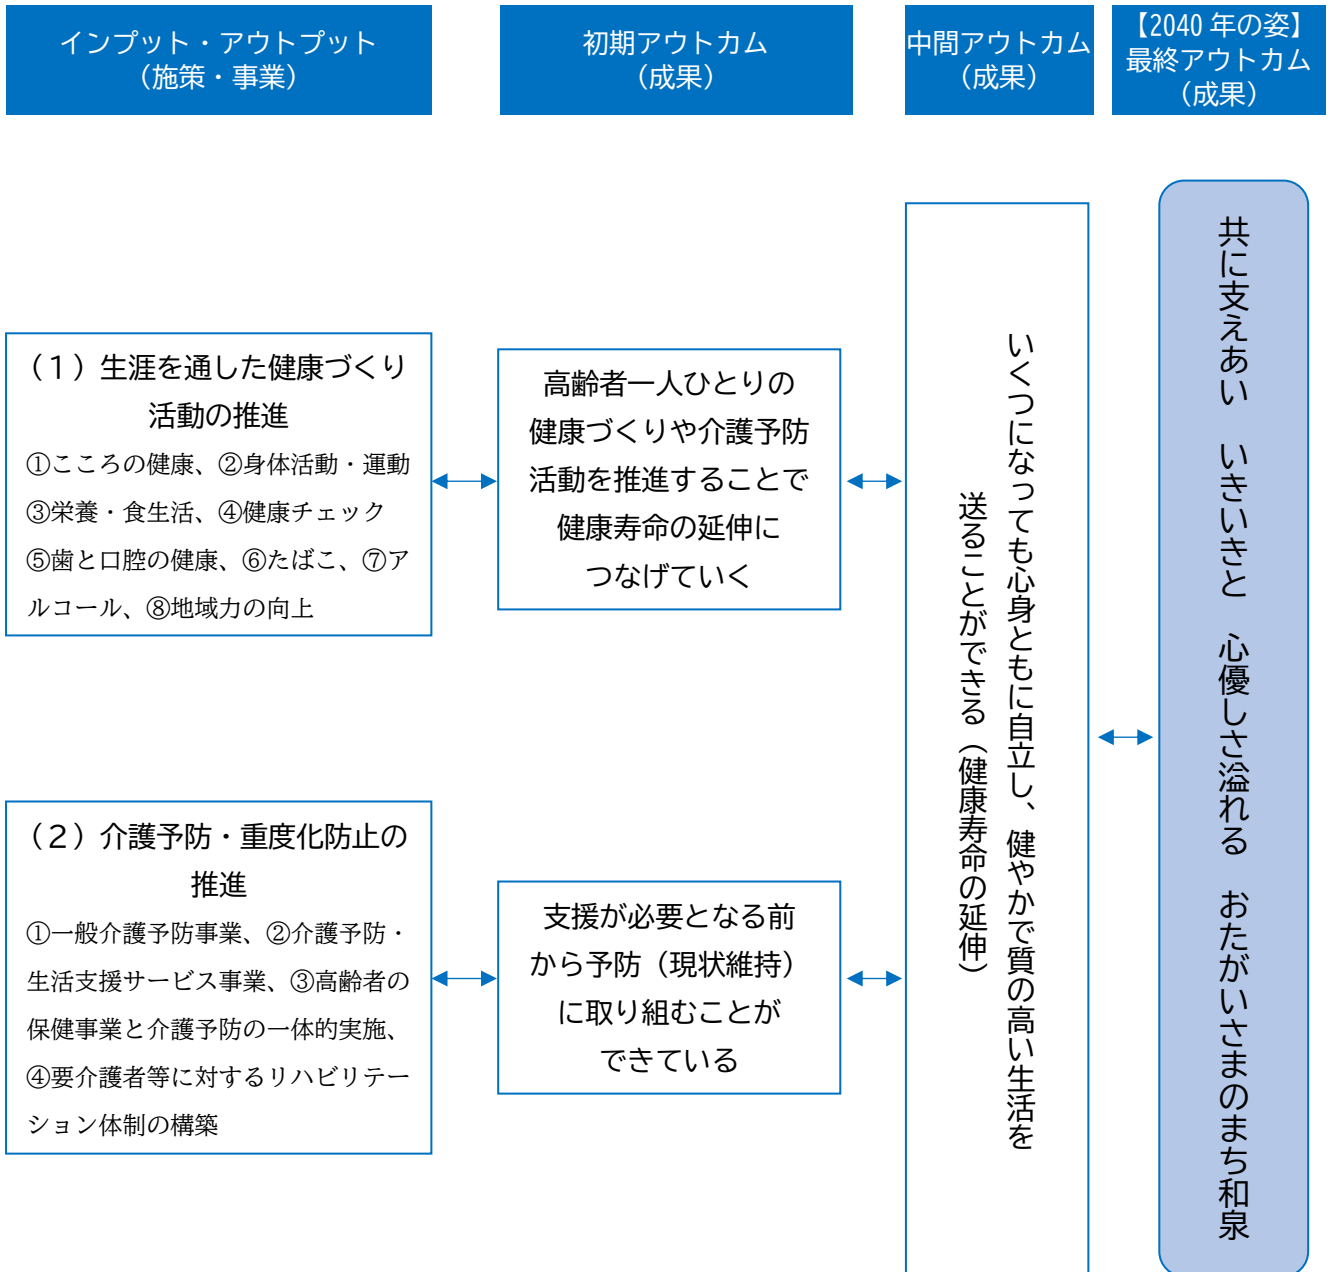 インプット・アウトプット
（施策・事業）
初期アウトカム
（成果）
中間アウトカム
（成果）
【2040 年の姿】
最終アウトカム
（成果）
（１）生涯を通した健康づくり
活動の推進
①こころの健康、②身体活動・運動
③栄養・食生活、④健康チェック
⑤歯と口腔の健康、⑥たばこ、⑦ア
ルコール、⑧地域力の向上
高齢者一人ひとりの
健康づくりや介護予防
活動を推進することで
健康寿命の延伸に
つなげていく
（２）介護予防・重度化防止の
推進
①一般介護予防事業、②介護予防・
生活支援サービス事業、③高齢者の
保健事業と介護予防の一体的実施、
④要介護者等に対するリハビリテー
ション体制の構築
支援が必要となる前
から予防（現状維持）
に取り組むことが
できている
いくつになっても心身ともに自立し、健やかで質の高い生活を
送ることができる（健康寿命の延伸）
共に支えあい　いきいきと　心優しさ溢れる　おたがいさまのまち和泉